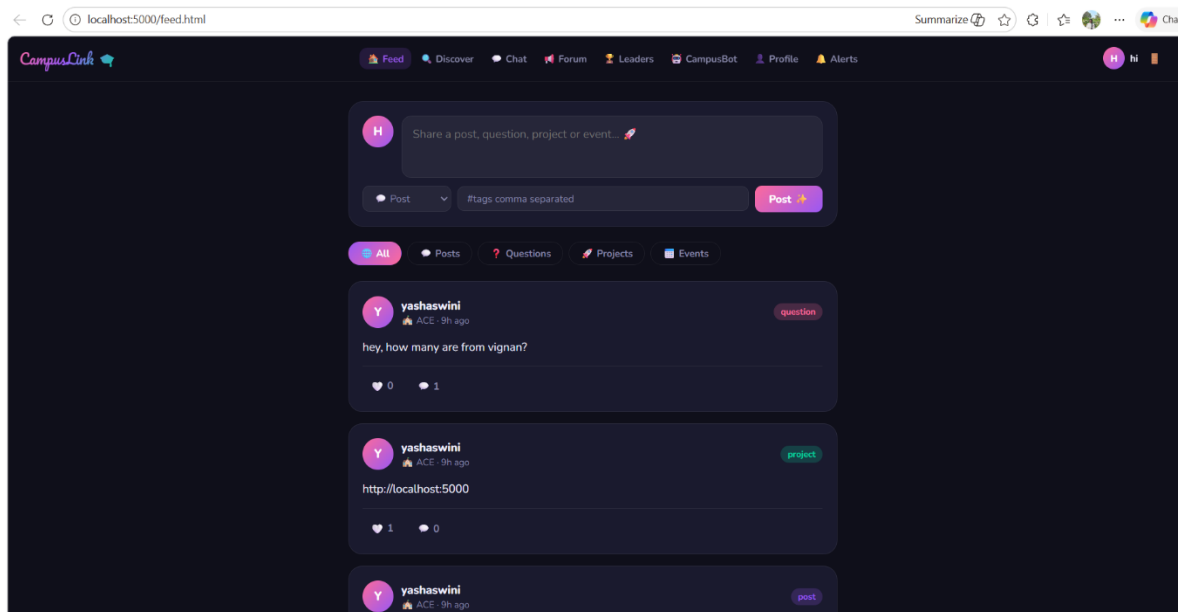 localhost:5000/feed.html
Summarize
Cha
CampusLink
Feed Discover Chat Forum Leaders CampusBot Profile Alerts
H hi
H
Share a post, question, project or event...
Post
#tags comma separated
Post
All Posts Questions Projects Events
Y
yashaswini
ACE · 9h ago
question
hey, how many are from vignan?
0 1
Y
yashaswini
ACE · 9h ago
project
http://localhost:5000
1 0
Y
yashaswini
ACE · 9h ago
post